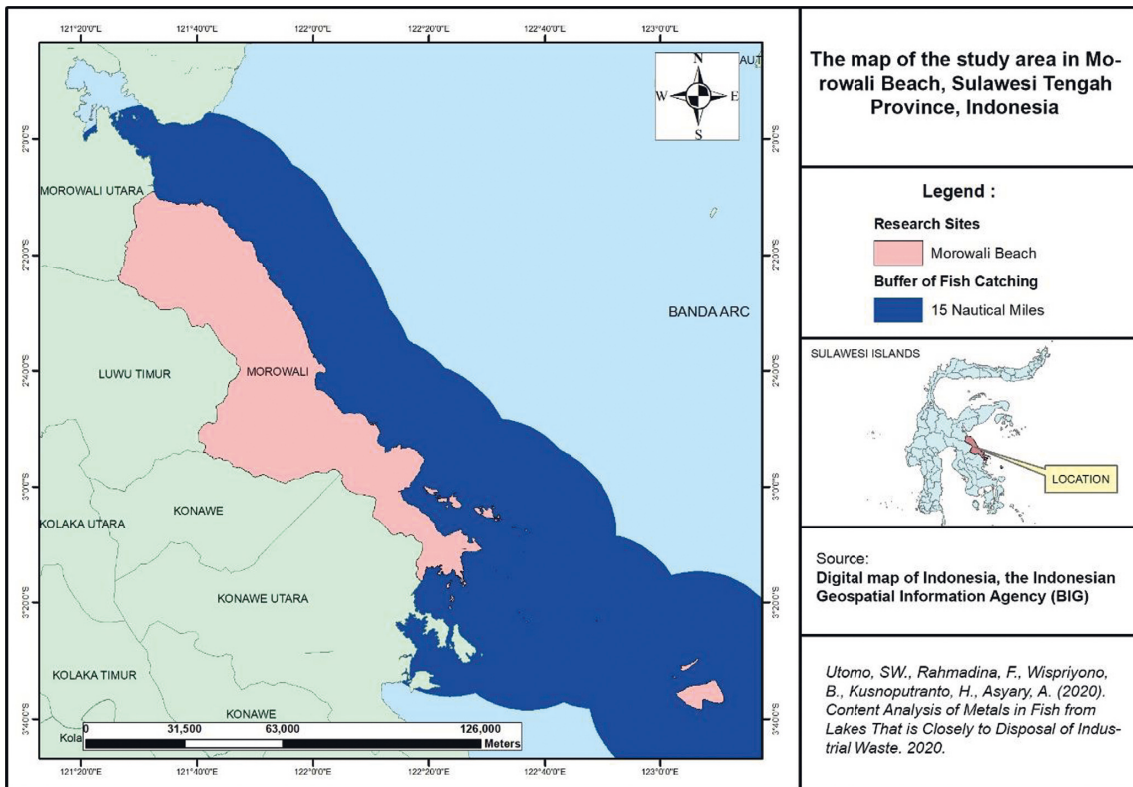 121°20'0"E 121°40'0"E 122°0'0"E 122°20'0"E 122°40'0"E 123°0'0"E
N
W E
S
AUT
2°0'0"S
2°20'0"S
2°40'0"S
3°0'0"S
3°20'0"S
3°40'0"S
MOROWALI UTARA
BANDA ARC
LUWU TIMUR
MOROWALI
KOLAKA UTARA
KONAWE
KONAWE UTARA
KOLAKA TIMUR
KONAWE
Kola
0 31,500 63,000 126,000
Meters
2°0'0"S
2°20'0"S
2°40'0"S
3°0'0"S
3°20'0"S
3°40'0"S
121°20'0"E 121°40'0"E 122°0'0"E 122°20'0"E 122°40'0"E 123°0'0"E
The map of the study area in Mo-
rowali Beach, Sulawesi Tengah
Province, Indonesia
Legend :
Research Sites
Morowali Beach
Buffer of Fish Catching
15 Nautical Miles
SULAWESI ISLANDS
LOCATION
Source:
Digital map of Indonesia, the Indonesian
Geospatial Information Agency (BIG)
Utomo, SW., Rahmadina, F., Wispriyono,
B., Kusnoputranto, H., Asyary, A. (2020).
Content Analysis of Metals in Fish from
Lakes That is Closely to Disposal of Indus-
trial Waste. 2020.